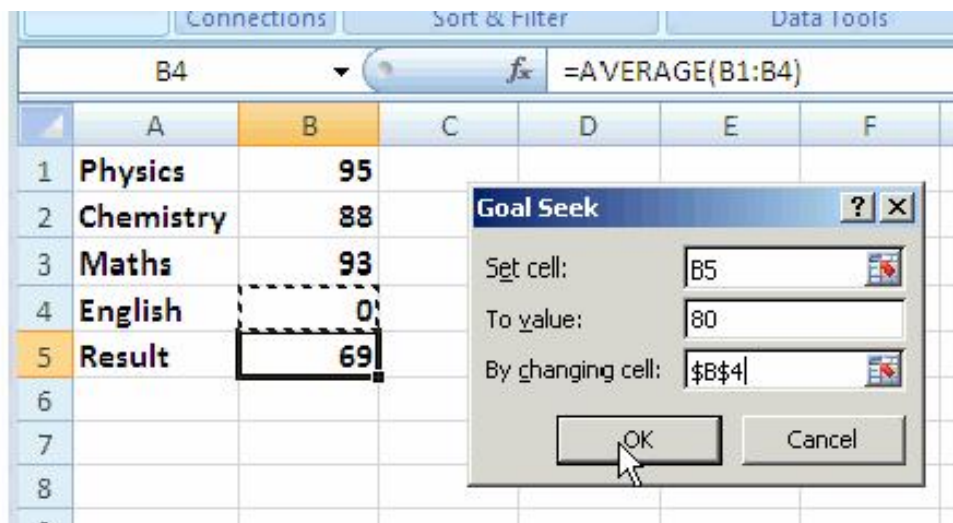 Connections Sort & Filter Data Tools
B4 fx =AVERAGE(B1:B4)
A B C D E F
1 Physics 95
2 Chemistry 88
3 Maths 93
4 English 0
5 Result 69
6
7
8
Goal Seek ? X
Set cell: B5
To value: 80
By changing cell: $B$4
OK Cancel